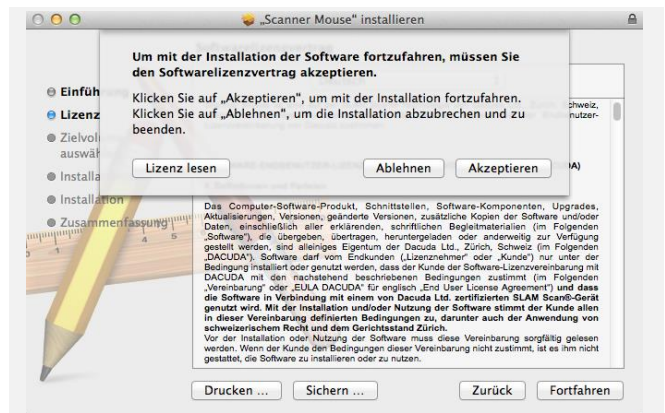 „Scanner Mouse" installieren
Um mit der Installation der Software fortzufahren, müssen Sie
den Softwarelizenzvertrag akzeptieren.
Klicken Sie auf „Akzeptieren", um mit der Installation fortzufahren.
Klicken Sie auf „Ablehnen", um die Installation abzubrechen und zu
beenden.
Lizenz lesen
Ablehnen
Akzeptieren
Einfüh
Lizenz
Zielvolu
auswäh
Installa
Installation
Zusammenfassung
Schweiz,
nutzer-
Das Computer-Software-Produkt, Schnittstellen, Software-Komponenten, Upgrades,
Aktualisierungen, Versionen, geänderte Versionen, zusätzliche Kopien der Software und/oder
Daten, einschließlich aller erklärenden, schriftlichen Begleitmaterialien (im Folgenden
„Software"), die übergeben, übertragen, heruntergeladen oder anderweitig zur Verfügung
gestellt werden, sind alleiniges Eigentum der Dacuda Ltd., Zürich, Schweiz (im Folgenden
„DACUDA"). Software darf vom Endkunden („Lizenznehmer" oder „Kunde") nur unter der
Bedingung installiert oder genutzt werden, dass der Kunde der Software-Lizenzvereinbarung mit
DACUDA mit den nachstehend beschriebenen Bedingungen zustimmt (im Folgenden
„Vereinbarung" oder „EULA DACUDA" für englisch „End User License Agreement") und dass
die Software in Verbindung mit einem von Dacuda Ltd. zertifizierten SLAM Scan®-Gerät
genutzt wird. Mit der Installation und/oder Nutzung der Software stimmt der Kunde allen
in dieser Vereinbarung definierten Bedingungen zu, darunter auch der Anwendung von
schweizerischem Recht und dem Gerichtsstand Zürich.
Vor der Installation oder Nutzung der Software muss diese Vereinbarung sorgfältig gelesen
werden. Wenn der Kunde den Bedingungen dieser Vereinbarung nicht zustimmt, ist es ihm nicht
gestattet, die Software zu installieren oder zu nutzen.
Drucken ...
Sichern ...
Zurück
Fortfahren